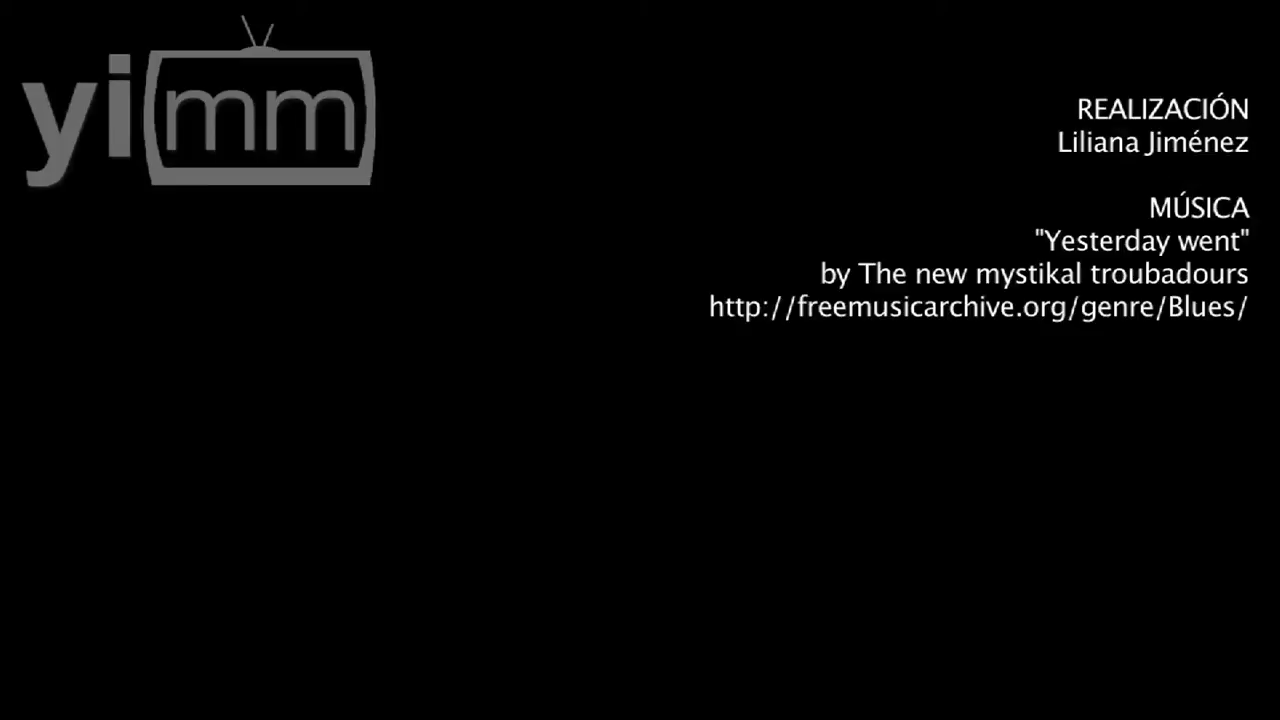 yimm
REALIZACIÓN
Liliana Jiménez
MÚSICA
"Yesterday went"
by The new mystikal troubadours
http://freemusicarchive.org/genre/Blues/